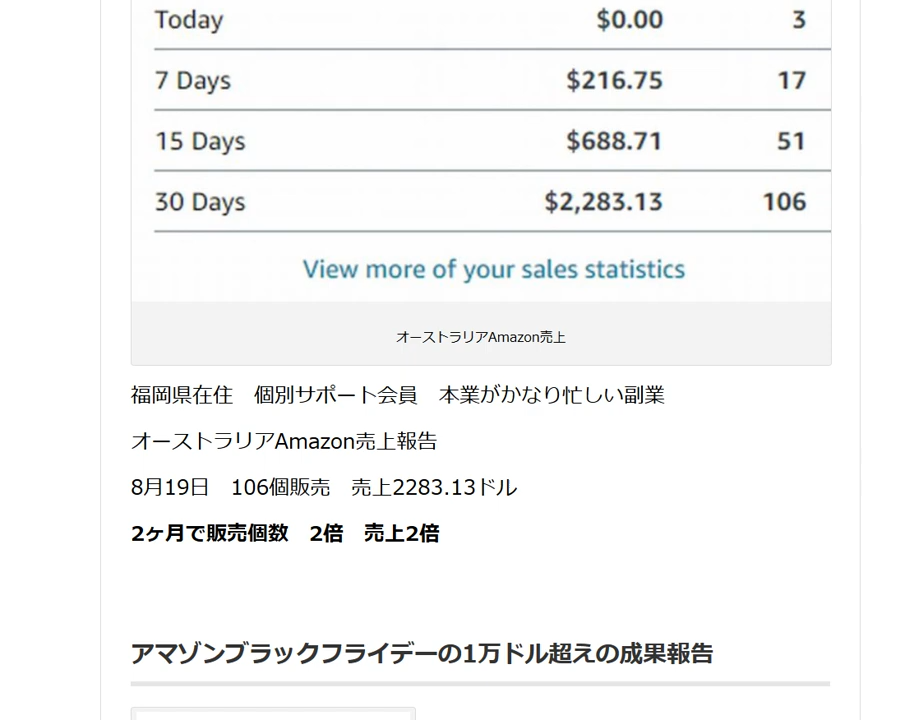 Today $0.00 3
7 Days $216.75 17
15 Days $688.71 51
30 Days $2,283.13 106
View more of your sales statistics
オーストラリアAmazon売上
福岡県在住　個別サポート会員　本業がかなり忙しい副業
オーストラリアAmazon売上報告
8月19日　106個販売　売上2283.13ドル
2ヶ月で販売個数　2倍　売上2倍
アマゾンブラックフライデーの1万ドル超えの成果報告